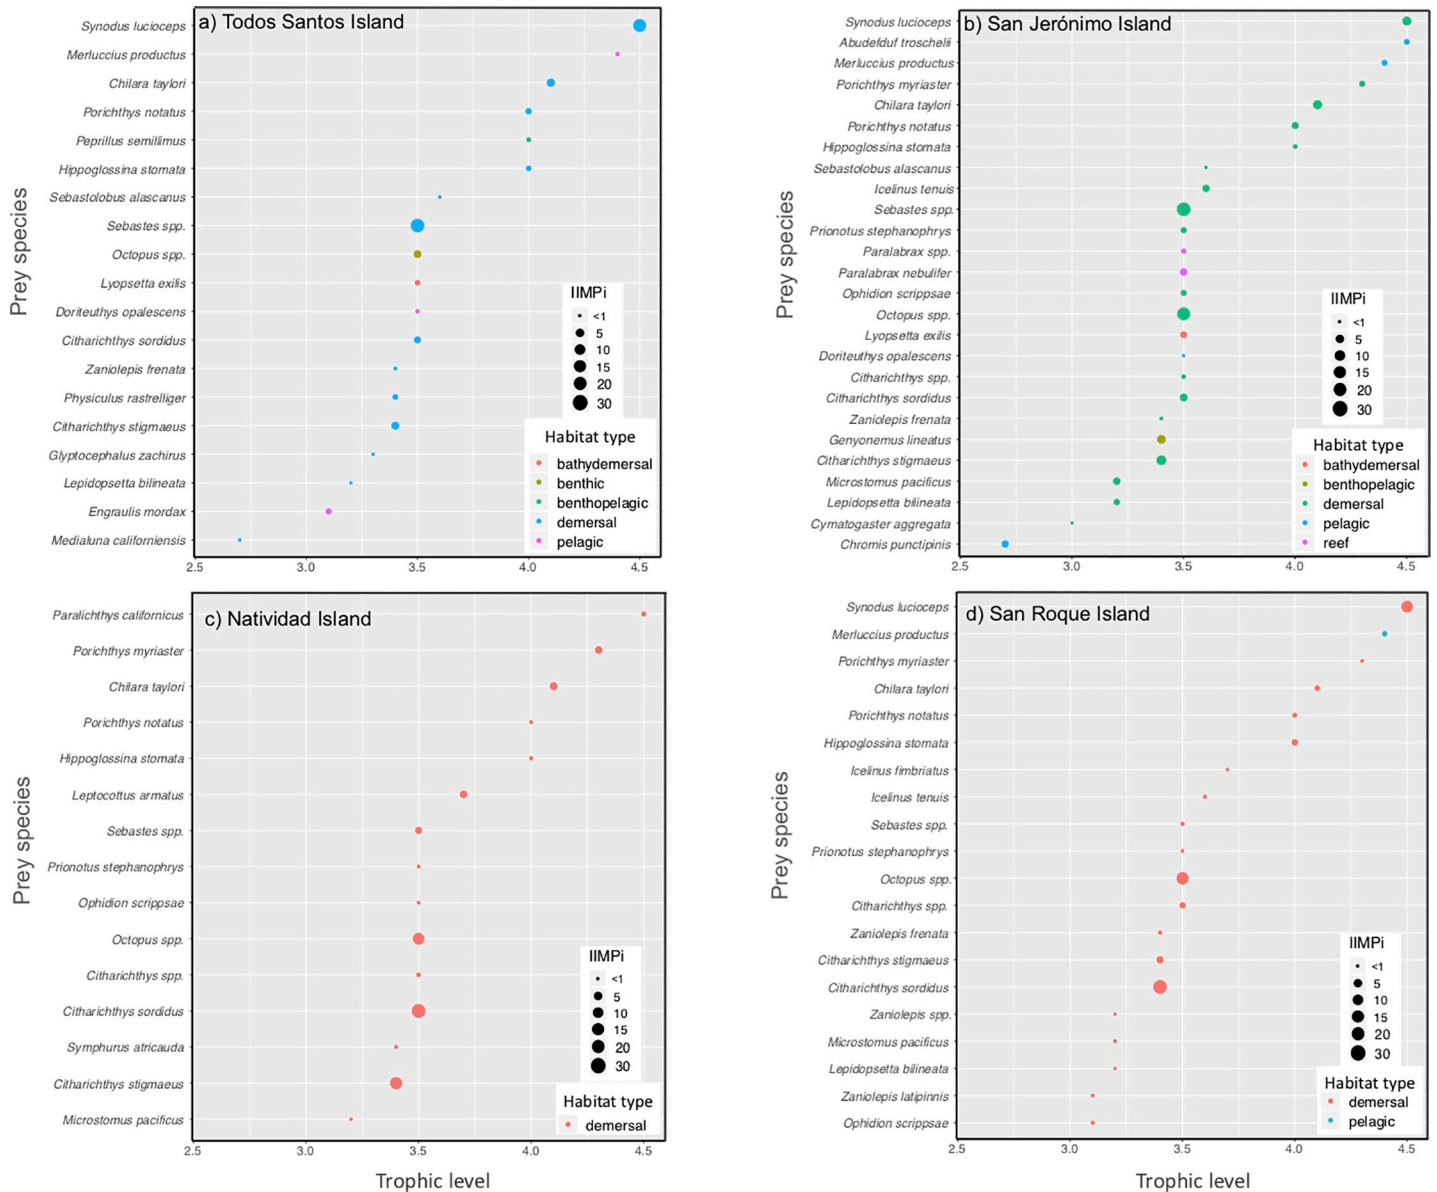 a) Todos Santos Island
Prey species
Synodus lucioceps
Merluccius productus
Chilara taylori
Porichthys notatus
Peprillus semillimus
Hippoglossina stomata
Sebastolobus alascanus
Sebastes spp.
Octopus spp.
Lyopsetta exilis
Doriteuthys opalescens
Citharichthys sordidus
Zaniolepis frenata
Physiculus rastrelliger
Citharichthys stigmaeus
Glyptocephalus zachirus
Lepidopsetta bilineata
Engraulis mordax
Medialuna californiensis
IIMPi
<1
5
10
15
20
30
Habitat type
bathydemersal
benthic
benthopelagic
demersal
pelagic
2.5 3.0 3.5 4.0 4.5
b) San Jerónimo Island
Prey species
Synodus lucioceps
Abudefduf troschelii
Merluccius productus
Porichthys myriaster
Chilara taylori
Porichthys notatus
Hippoglossina stomata
Sebastolobus alascanus
Icelinus tenuis
Sebastes spp.
Prionotus stephanophrys
Paralabrax spp.
Paralabrax nebulifer
Ophidion scrippsae
Octopus spp.
Lyopsetta exilis
Doriteuthys opalescens
Citharichthys spp.
Citharichthys sordidus
Zaniolepis frenata
Genyonemus lineatus
Citharichthys stigmaeus
Microstomus pacificus
Lepidopsetta bilineata
Cymatogaster aggregata
Chromis punctipinis
IIMPi
<1
5
10
15
20
30
Habitat type
bathydemersal
benthopelagic
demersal
pelagic
reef
2.5 3.0 3.5 4.0 4.5
c) Natividad Island
Prey species
Paralichthys californicus
Porichthys myriaster
Chilara taylori
Porichthys notatus
Hippoglossina stomata
Leptocottus armatus
Sebastes spp.
Prionotus stephanophrys
Ophidion scrippsae
Octopus spp.
Citharichthys spp.
Citharichthys sordidus
Symphurus atricauda
Citharichthys stigmaeus
Microstomus pacificus
IIMPi
<1
5
10
15
20
30
Habitat type
demersal
2.5 3.0 3.5 4.0 4.5
Trophic level
d) San Roque Island
Prey species
Synodus lucioceps
Merluccius productus
Porichthys myriaster
Chilara taylori
Porichthys notatus
Hippoglossina stomata
Icelinus fimbriatus
Icelinus tenuis
Sebastes spp.
Prionotus stephanophrys
Octopus spp.
Citharichthys spp.
Zaniolepis frenata
Citharichthys stigmaeus
Citharichthys sordidus
Zaniolepis spp.
Microstomus pacificus
Lepidopsetta bilineata
Zaniolepis latipinnis
Ophidion scrippsae
IIMPi
<1
5
10
15
20
30
Habitat type
demersal
pelagic
2.5 3.0 3.5 4.0 4.5
Trophic level